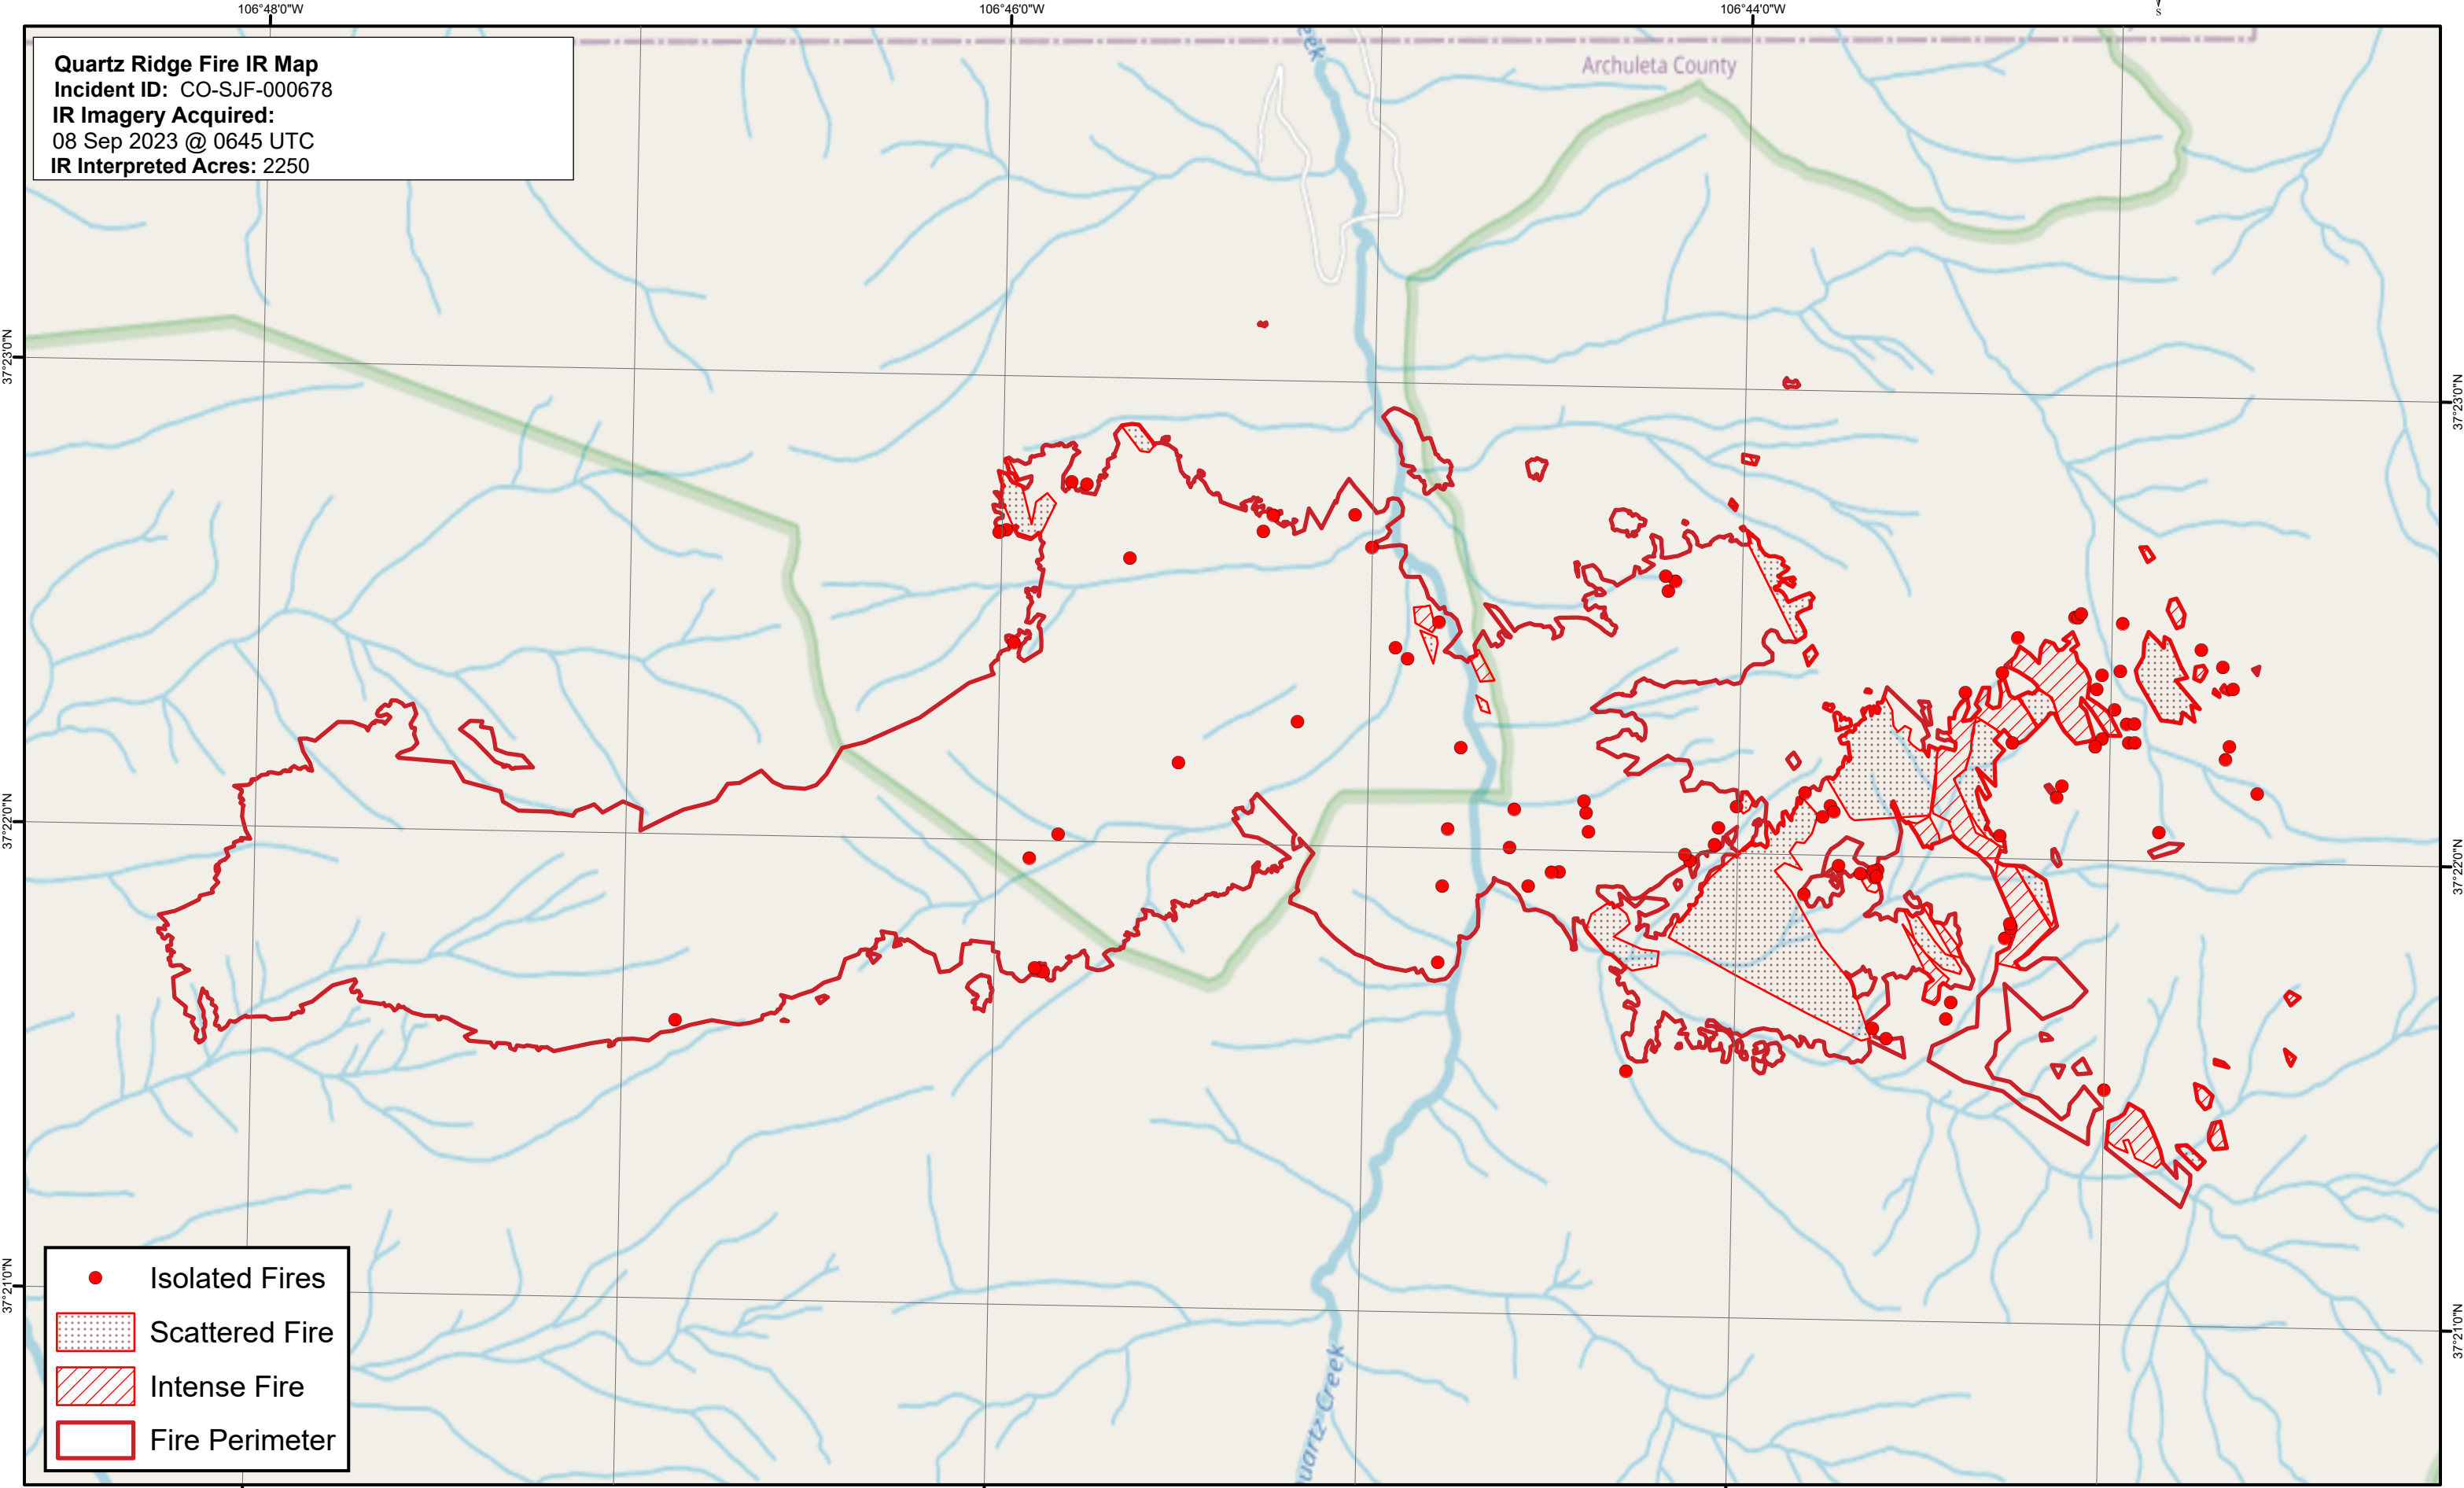 106°48'0"W 106°46'0"W 106°44'0"W
S
Quartz Ridge Fire IR Map
Incident ID: CO-SJF-000678
IR Imagery Acquired:
08 Sep 2023 @ 0645 UTC
IR Interpreted Acres: 2250
eek
Archuleta County
37°23'0"N
37°23'0"N
37°22'0"N
37°22'0"N
37°21'0"N
37°21'0"N
uartz Creek
Isolated Fires
Scattered Fire
Intense Fire
Fire Perimeter